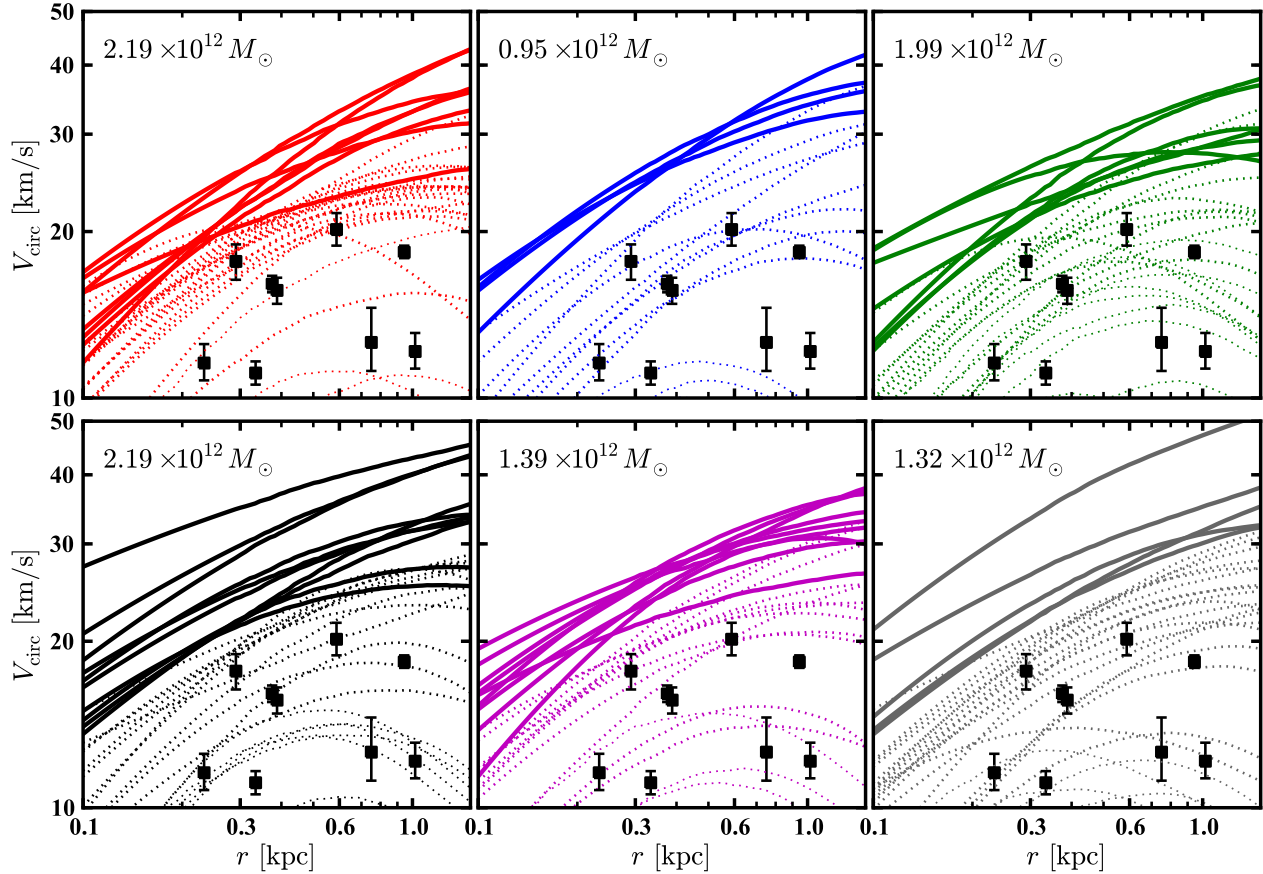 50
40
30
20
10
V_circ [km/s]
2.19 ×10^12 M_⊙
0.95 ×10^12 M_⊙
1.99 ×10^12 M_⊙
50
40
30
20
10
V_circ [km/s]
2.19 ×10^12 M_⊙
1.39 ×10^12 M_⊙
1.32 ×10^12 M_⊙
0.1 0.3 0.6 1.0 0.1 0.3 0.6 1.0 0.1 0.3 0.6 1.0
r [kpc] r [kpc] r [kpc]